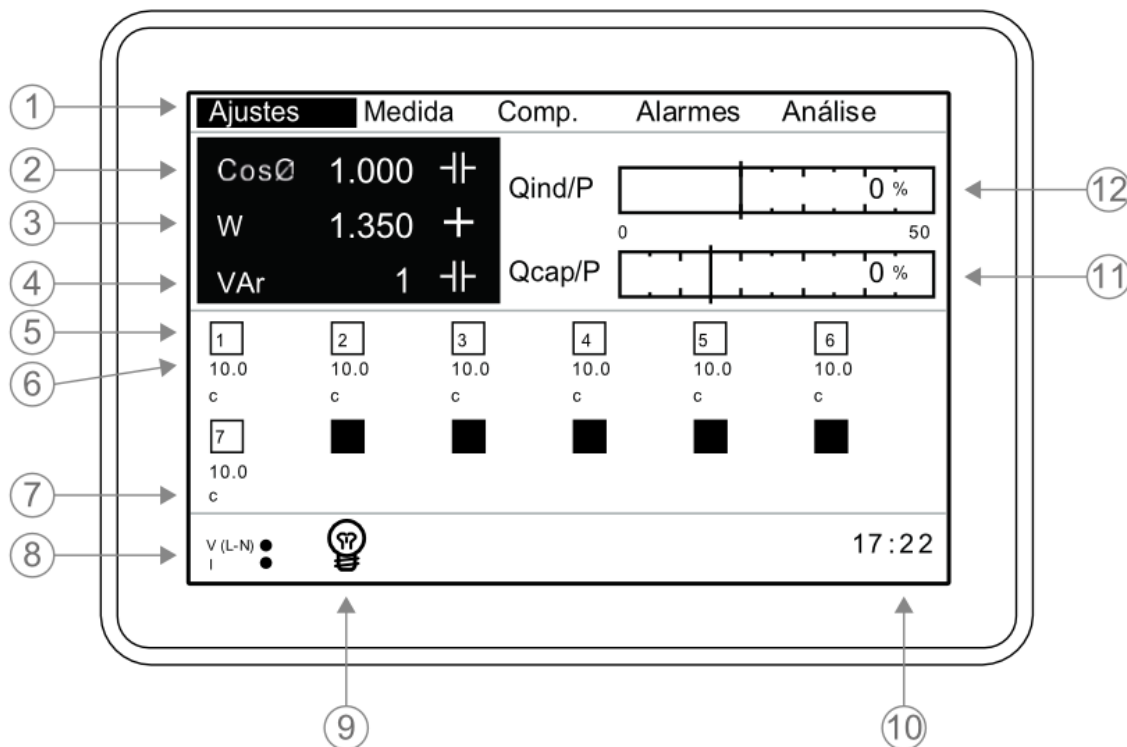 1 Ajustes Medida Comp. Alarmes Análise
2 CosØ 1.000 Qind/P 0 % 12
3 W 1.350 0 50
4 VAr 1 Qcap/P 0 % 11
5 1 2 3 4 5 6
6 10.0 10.0 10.0 10.0 10.0 10.0
c c c c c c
7
10.0
7 c
8 V (L-N) 17:22
I
9 10